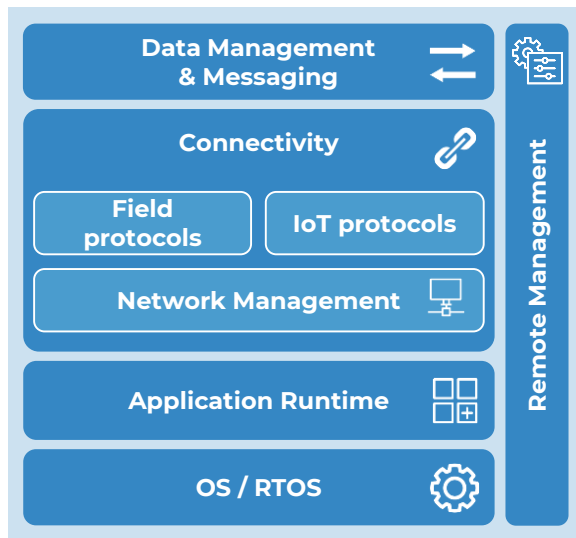 Data Management
& Messaging
Connectivity
Field
protocols
IoT protocols
Network Management
Application Runtime
OS / RTOS
Remote Management